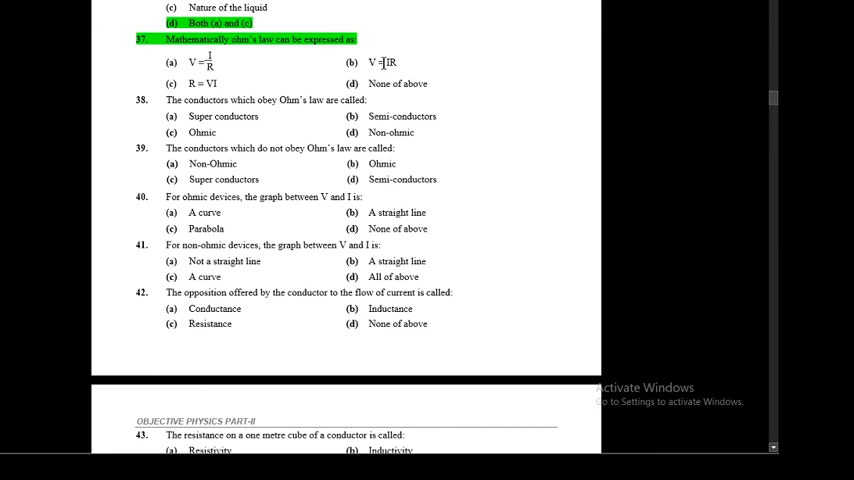 (c) Nature of the liquid
(d) Both (a) and (c)
37. Mathematically ohm's law can be expressed as:
(a) V = I/R (b) V = IR
(c) R = VI (d) None of above
38. The conductors which obey Ohm's law are called:
(a) Super conductors (b) Semi-conductors
(c) Ohmic (d) Non-ohmic
39. The conductors which do not obey Ohm's law are called:
(a) Non-Ohmic (b) Ohmic
(c) Super conductors (d) Semi-conductors
40. For ohmic devices, the graph between V and I is:
(a) A curve (b) A straight line
(c) Parabola (d) None of above
41. For non-ohmic devices, the graph between V and I is:
(a) Not a straight line (b) A straight line
(c) A curve (d) All of above
42. The opposition offered by the conductor to the flow of current is called:
(a) Conductance (b) Inductance
(c) Resistance (d) None of above
Activate Windows
Go to Settings to activate Windows.
OBJECTIVE PHYSICS PART-II
43. The resistance on a one metre cube of a conductor is called:
(a) Resistivity (b) Inductivity